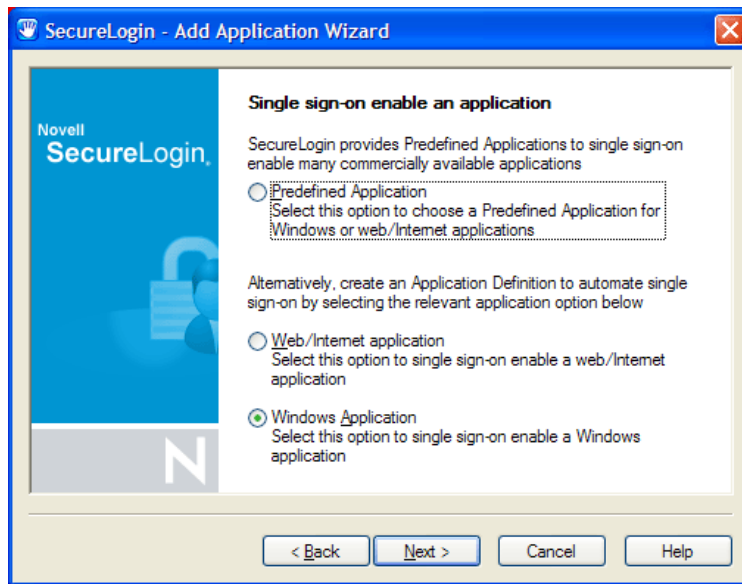 SecureLogin - Add Application Wizard
Novell
SecureLogin.
N
Single sign-on enable an application
SecureLogin provides Predefined Applications to single sign-on
enable many commercially available applications
Predefined Application
Select this option to choose a Predefined Application for
Windows or web/Internet applications
Alternatively, create an Application Definition to automate single
sign-on by selecting the relevant application option below
Web/Internet application
Select this option to single sign-on enable a web/Internet
application
Windows Application
Select this option to single sign-on enable a Windows
application
< Back
Next >
Cancel
Help